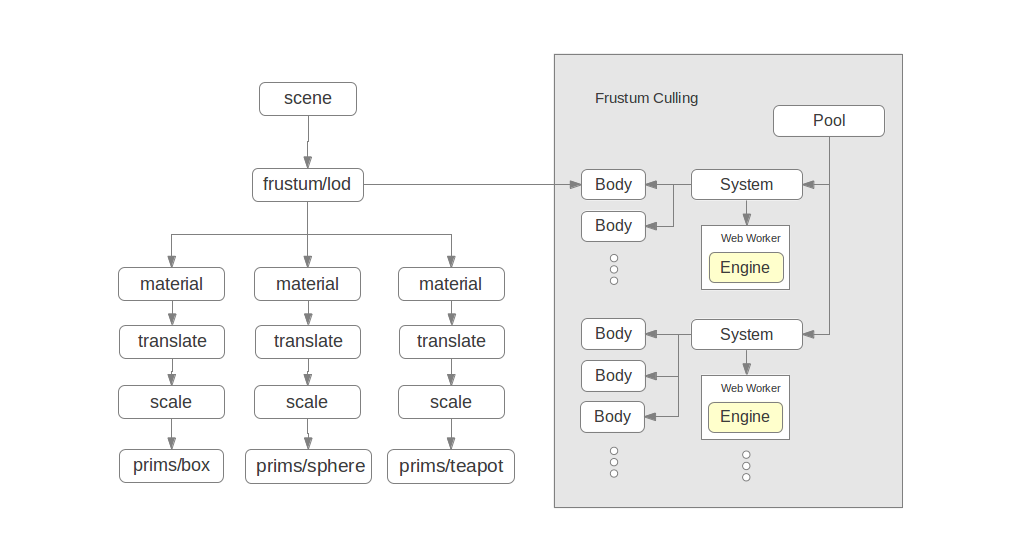 scene
frustum/lod
material
material
material
translate
translate
translate
scale
scale
scale
prims/box
prims/sphere
prims/teapot
Frustum Culling
Pool
Body
System
Body
Web Worker
Engine
Body
System
Body
Web Worker
Body
Engine